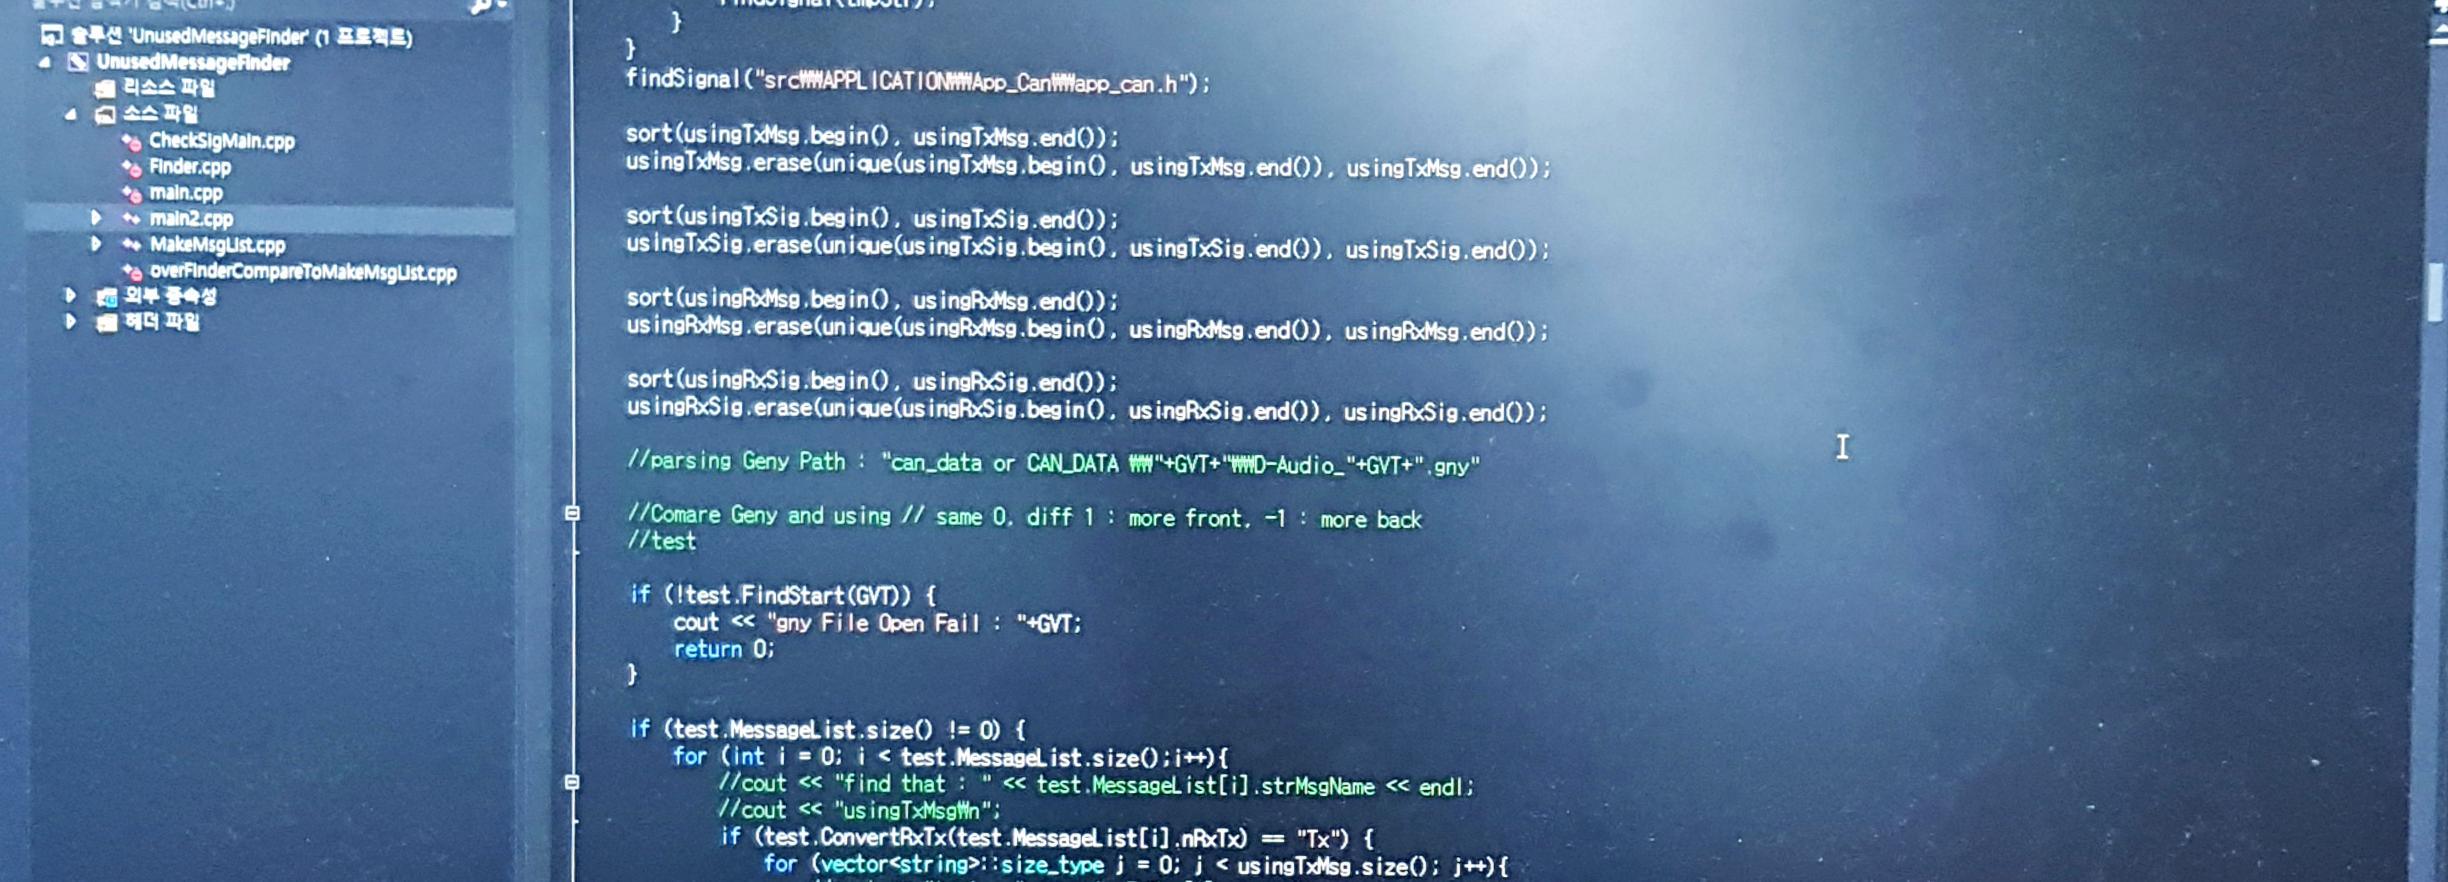 솔루션 'UnusedMessageFinder' (1 프로젝트)
UnusedMessageFinder
리소스 파일
소스 파일
CheckSigMain.cpp
Finder.cpp
main.cpp
main2.cpp
MakeMsgList.cpp
overFinderCompareToMakeMsgList.cpp
외부 종속성
헤더 파일
}
}
findSignal("src₩₩APPLICATION₩₩App_Can₩₩app_can.h");
sort(usingTxMsg.begin(), usingTxMsg.end());
usingTxMsg.erase(unique(usingTxMsg.begin(), usingTxMsg.end()), usingTxMsg.end());
sort(usingTxSig.begin(), usingTxSig.end());
usingTxSig.erase(unique(usingTxSig.begin(), usingTxSig.end()), usingTxSig.end());
sort(usingRxMsg.begin(), usingRxMsg.end());
usingRxMsg.erase(unique(usingRxMsg.begin(), usingRxMsg.end()), usingRxMsg.end());
sort(usingRxSig.begin(), usingRxSig.end());
usingRxSig.erase(unique(usingRxSig.begin(), usingRxSig.end()), usingRxSig.end());
//parsing Geny Path : "can_data or CAN_DATA ₩₩"+GVT+"₩₩D-Audio_"+GVT+".gny"
//Comare Geny and using // same 0, diff 1 : more front, -1 : more back
//test
if (!test.FindStart(GVT)) {
cout << "gny File Open Fail : "+GVT;
return 0;
}
if (test.MessageList.size() != 0) {
for (int i = 0; i < test.MessageList.size();i++){
//cout << "find that : " << test.MessageList[i].strMsgName << endl;
//cout << "usingTxMsg₩n";
if (test.ConvertRxTx(test.MessageList[i].nRxTx) == "Tx") {
for (vector<string>::size_type j = 0; j < usingTxMsg.size(); j++){